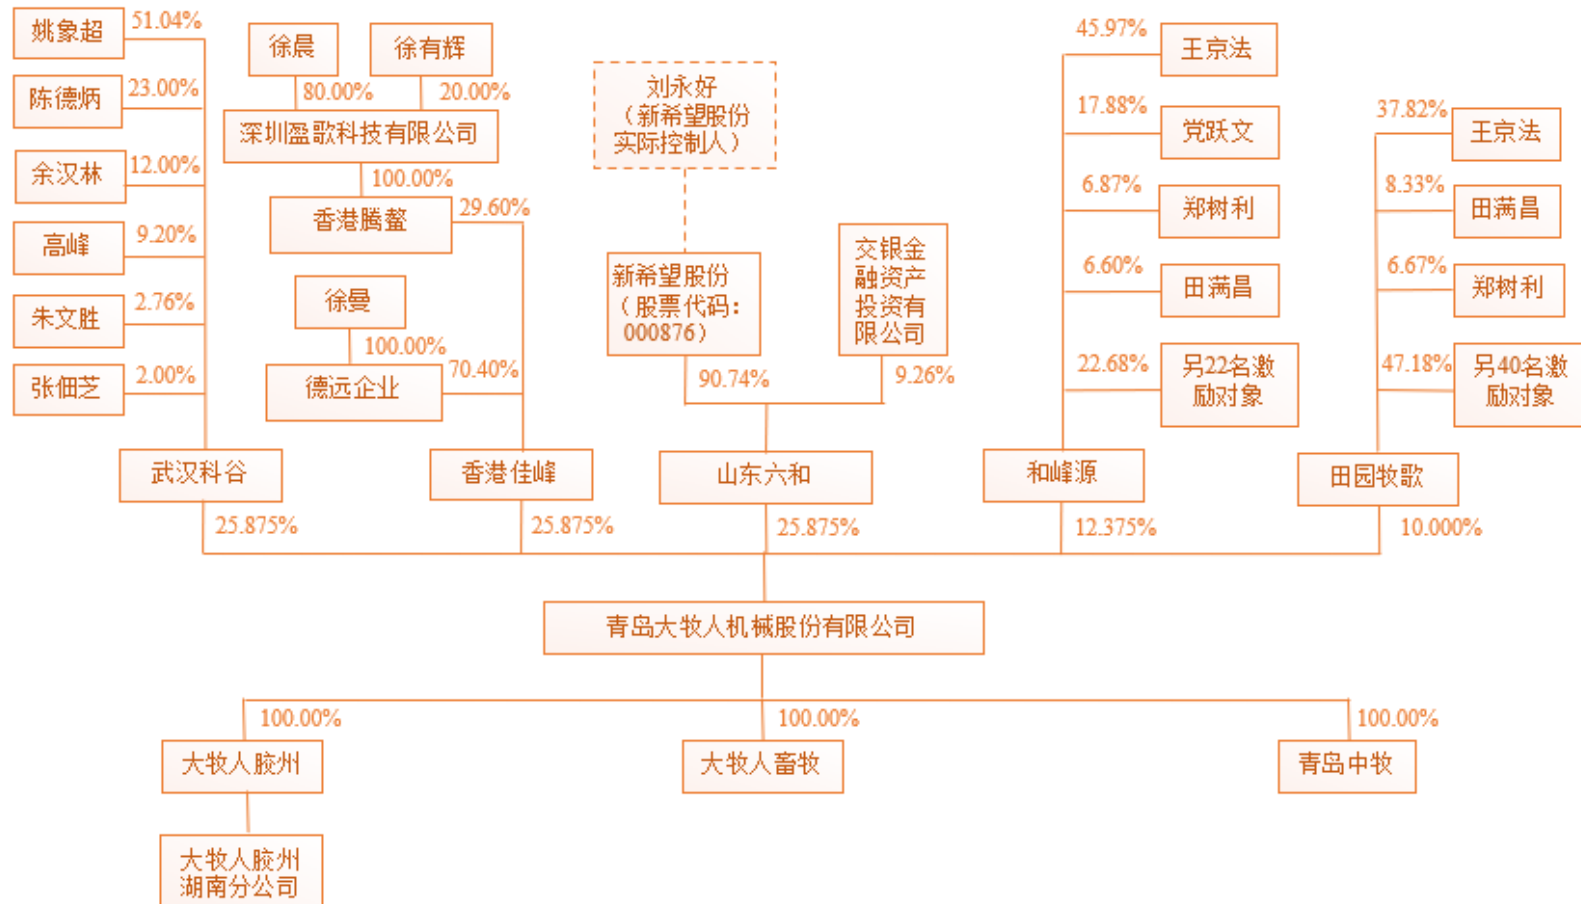 姚象超
51.04%
陈德炳
23.00%
余汉林
12.00%
高峰
9.20%
朱文胜
2.76%
张佃芝
2.00%
武汉科谷
25.875%
徐晨
徐有辉
80.00%
20.00%
深圳盈歌科技有限公司
100.00%
香港腾鳌
29.60%
徐曼
100.00%
德远企业
70.40%
香港佳峰
25.875%
刘永好
（新希望股份
实际控制人）
新希望股份
（股票代码：
000876）
90.74%
交银金
融资产
投资有
限公司
9.26%
山东六和
25.875%
45.97%
王京法
17.88%
党跃文
6.87%
郑树利
6.60%
田满昌
22.68%
另22名激
励对象
和峰源
12.375%
37.82%
王京法
8.33%
田满昌
6.67%
郑树利
47.18%
另40名激
励对象
田园牧歌
10.000%
青岛大牧人机械股份有限公司
100.00%
100.00%
100.00%
大牧人胶州
大牧人畜牧
青岛中牧
大牧人胶州
湖南分公司